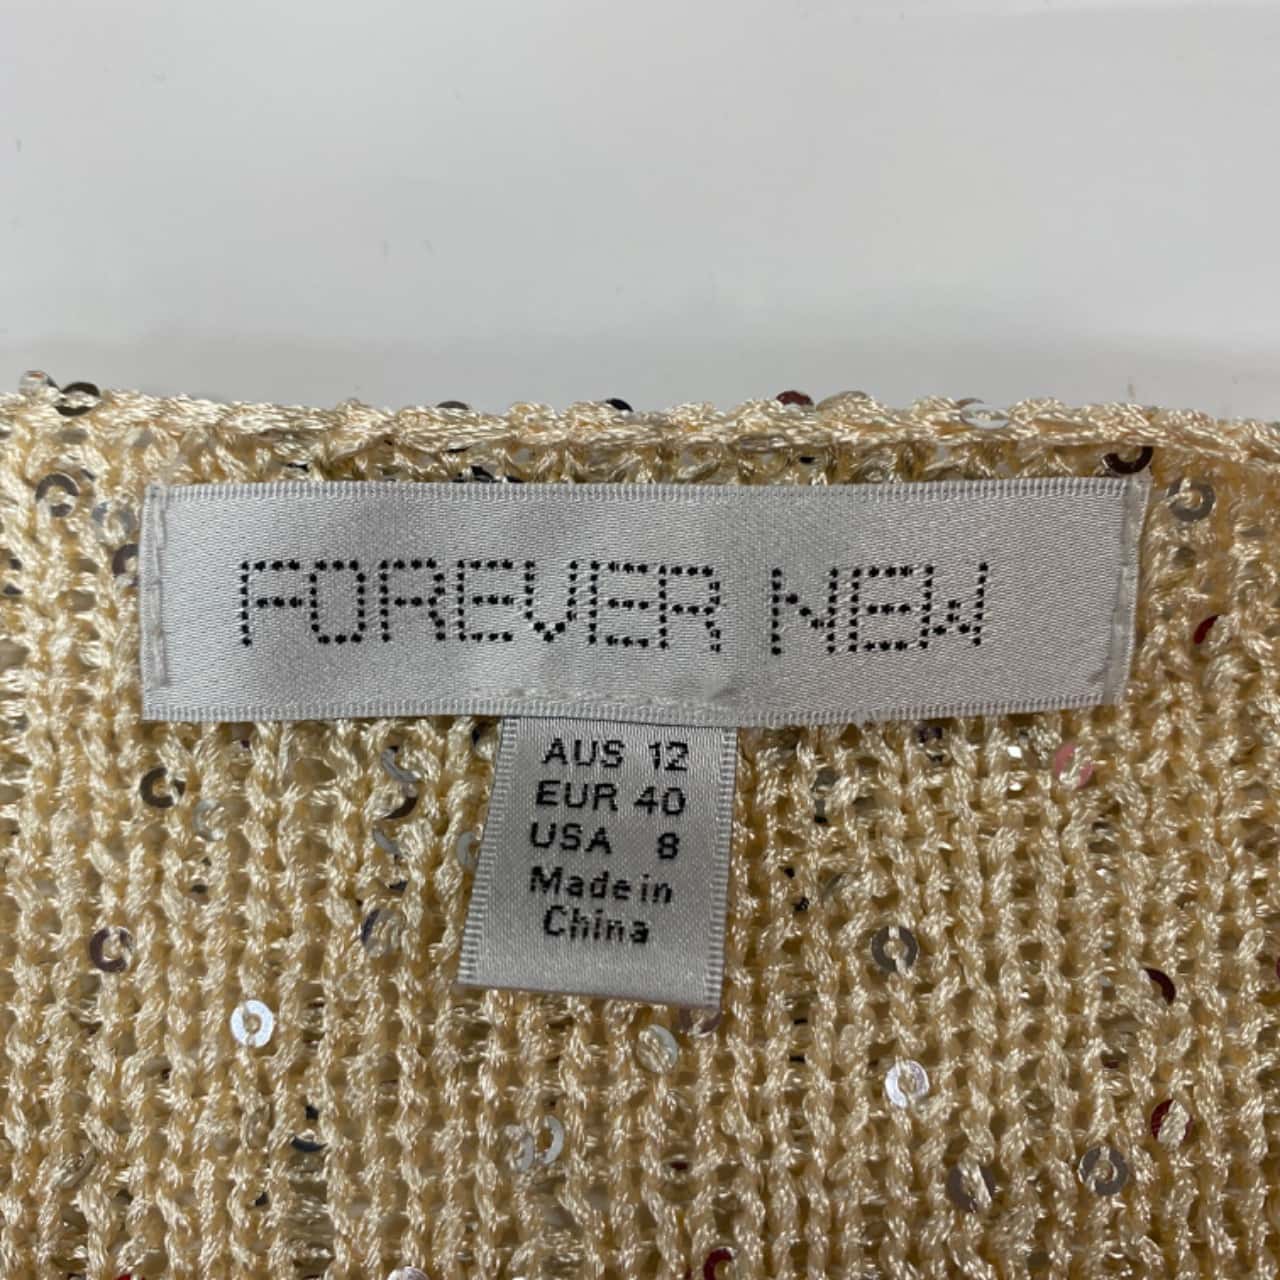 FOREVER NEW
AUS 12
EUR 40
USA 8
Made in
China